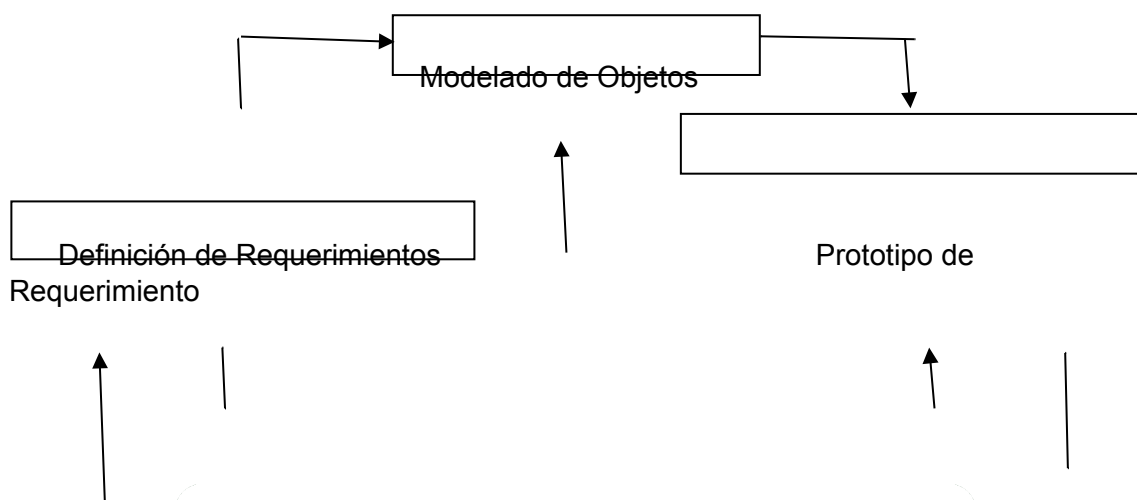 Modelado de Objetos
Definición de Requerimientos Prototipo de
Requerimiento